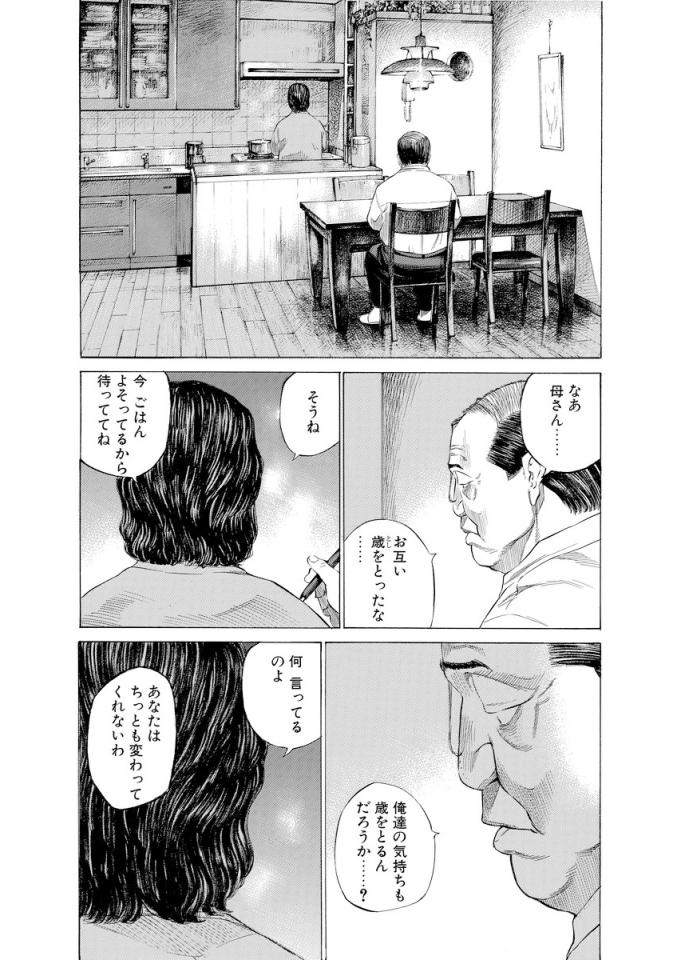 なあ
母さん……
お互い
歳をとったな
……
とし
そうね
今 ごはん
よそってるから
待っててね
俺達の気持ちも
歳をとるん
だろうか……？
何 言ってる
のよ
あなたは
ちっとも変わって
くれないわ